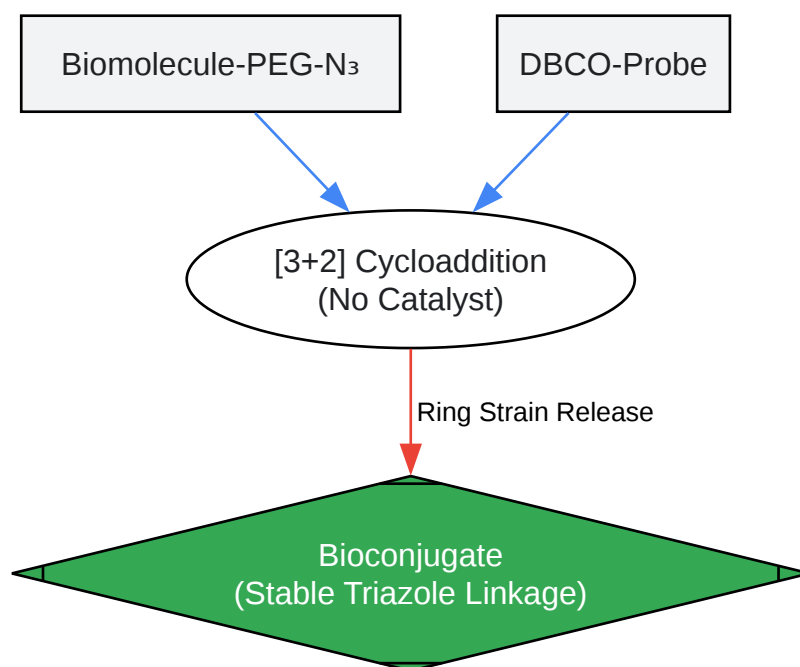 Biomolecule-PEG-N₃
DBCO-Probe
[3+2] Cycloaddition
(No Catalyst)
Ring Strain Release
Bioconjugate
(Stable Triazole Linkage)